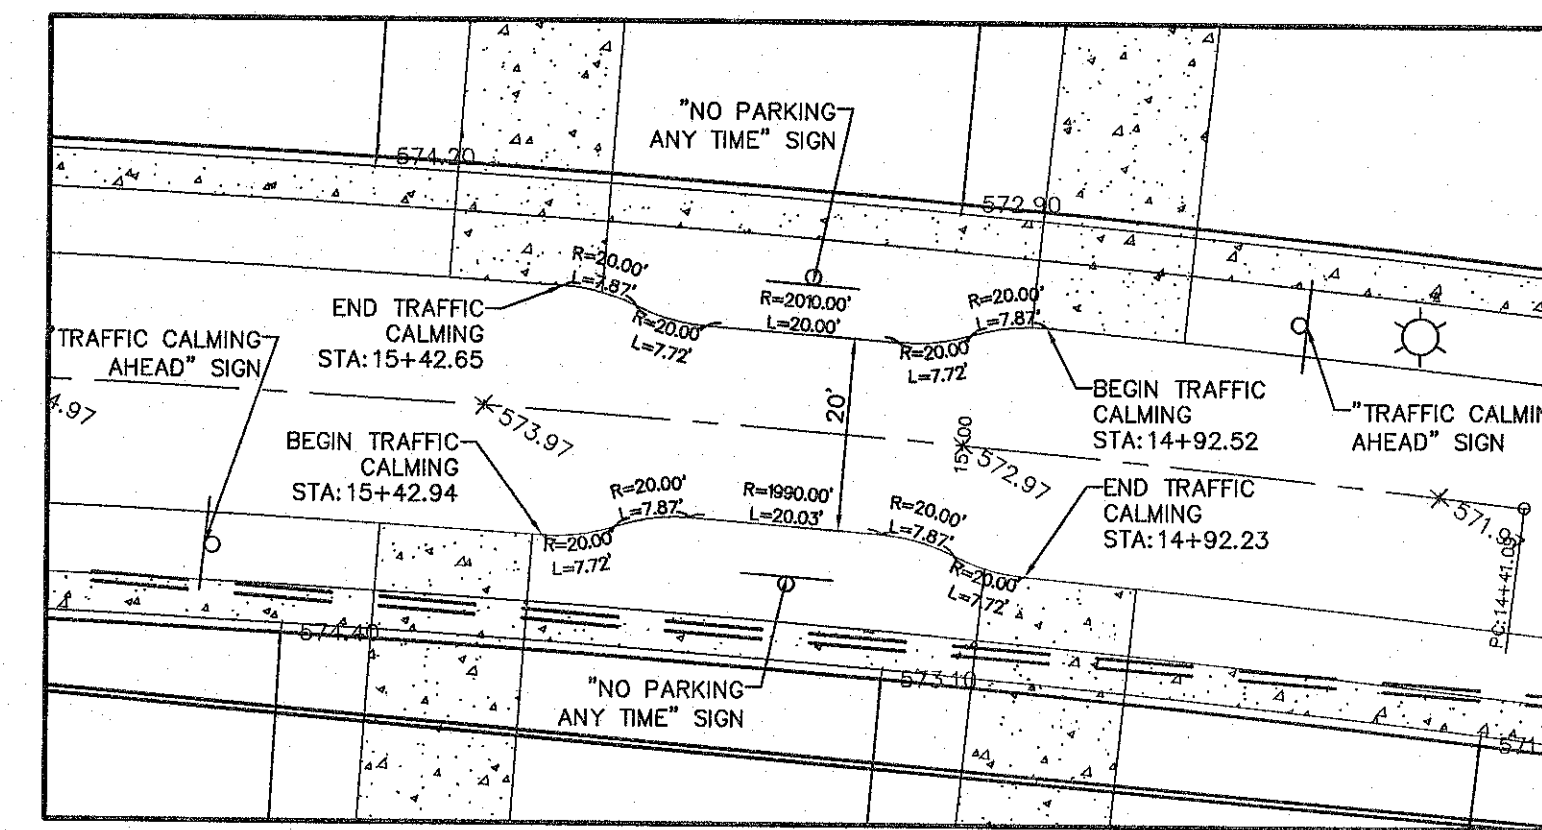 "NO PARKING
ANY TIME" SIGN
574.20
572.90
R=20.00'
L=7.87'
R=20.00'
L=7.72'
R=2010.00'
L=20.00'
R=20.00'
L=7.87'
R=20.00'
L=7.72'
END TRAFFIC
CALMING
STA:15+42.65
"TRAFFIC CALMING
AHEAD" SIGN
4.97
573.97
20'
BEGIN TRAFFIC
CALMING
STA:14+92.52
"TRAFFIC CALMIN
AHEAD" SIGN
BEGIN TRAFFIC
CALMING
STA:15+42.94
15+00
572.97
END TRAFFIC
CALMING
STA:14+92.23
571.97
PC:14+41.09
R=20.00'
L=7.87'
R=20.00'
L=7.72'
R=1990.00'
L=20.03'
R=20.00'
L=7.87'
R=20.00'
L=7.72'
574.40
573.10
"NO PARKING
ANY TIME" SIGN
571.